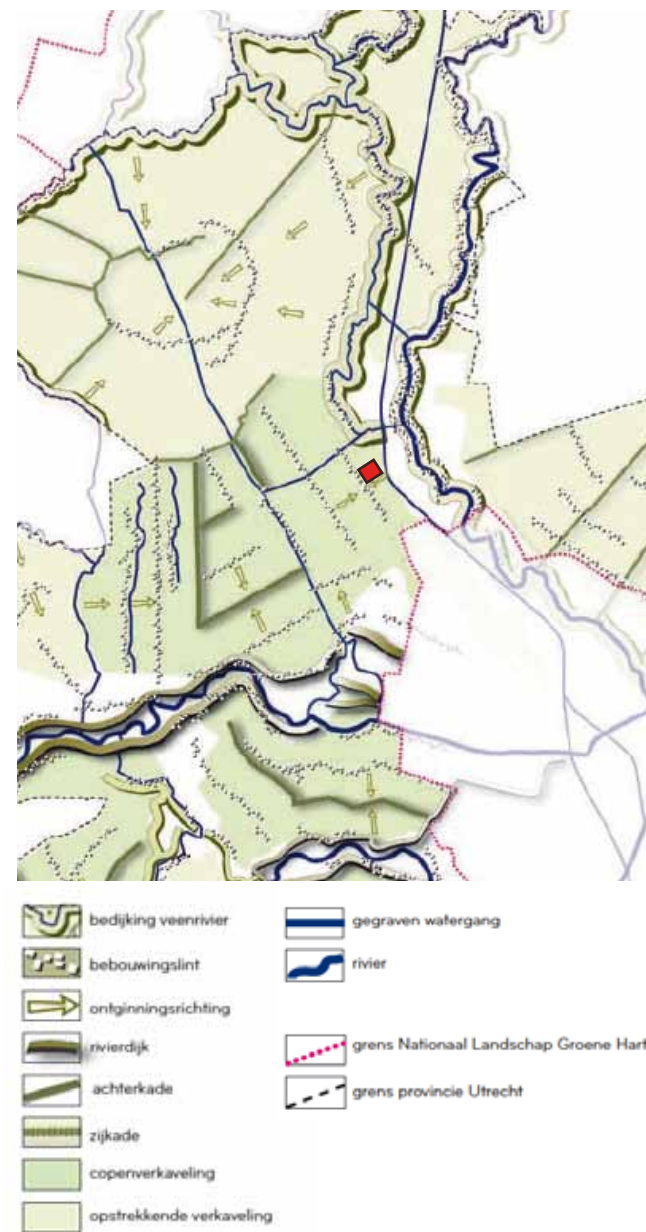 bedijking veenrivier
bebouwingslint
ontginningsrichting
rivierdijk
achterkade
zijkade
copenverkaveling
opstrekkende verkaveling
gegraven watergang
rivier
grens Nationaal Landschap Groene Hart
grens provincie Utrecht